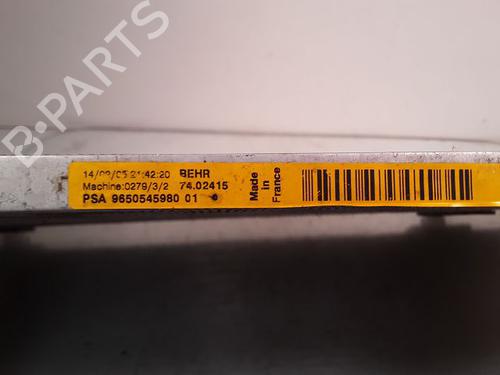 B-PARTS
14/09/05 21:42:20 BEHR
Machine:0279/3/2 74.02415
PSA 9650545980 01
Made
in
France